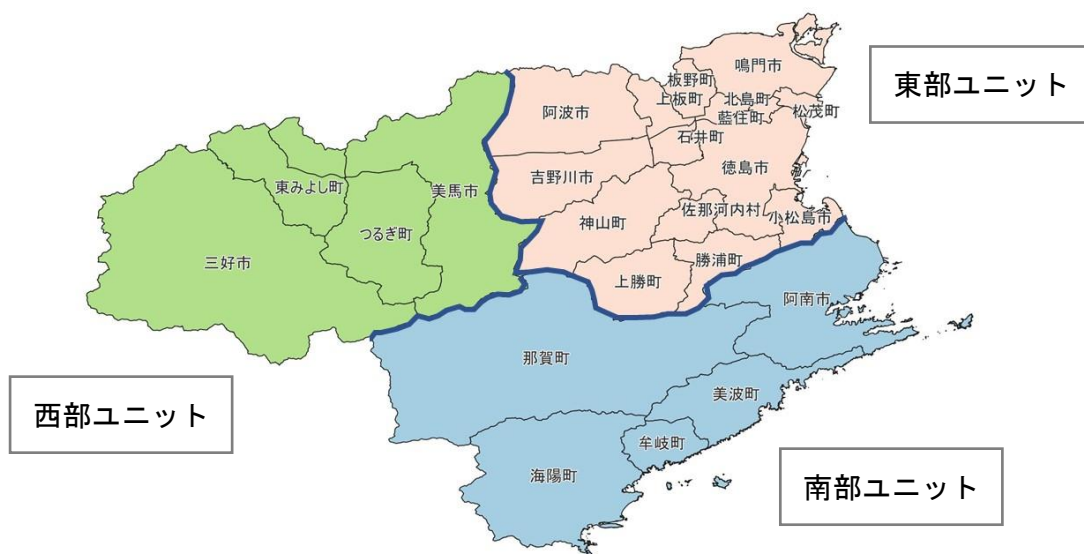 鳴門市
東部ユニット
板野町
上板町
北島町
松茂町
阿波市
藍住町
石井町
徳島市
吉野川市
東みよし町
美馬市
佐那河内村
小松島市
神山町
つるぎ町
勝浦町
三好市
上勝町
阿南市
那賀町
美波町
西部ユニット
牟岐町
海陽町
南部ユニット